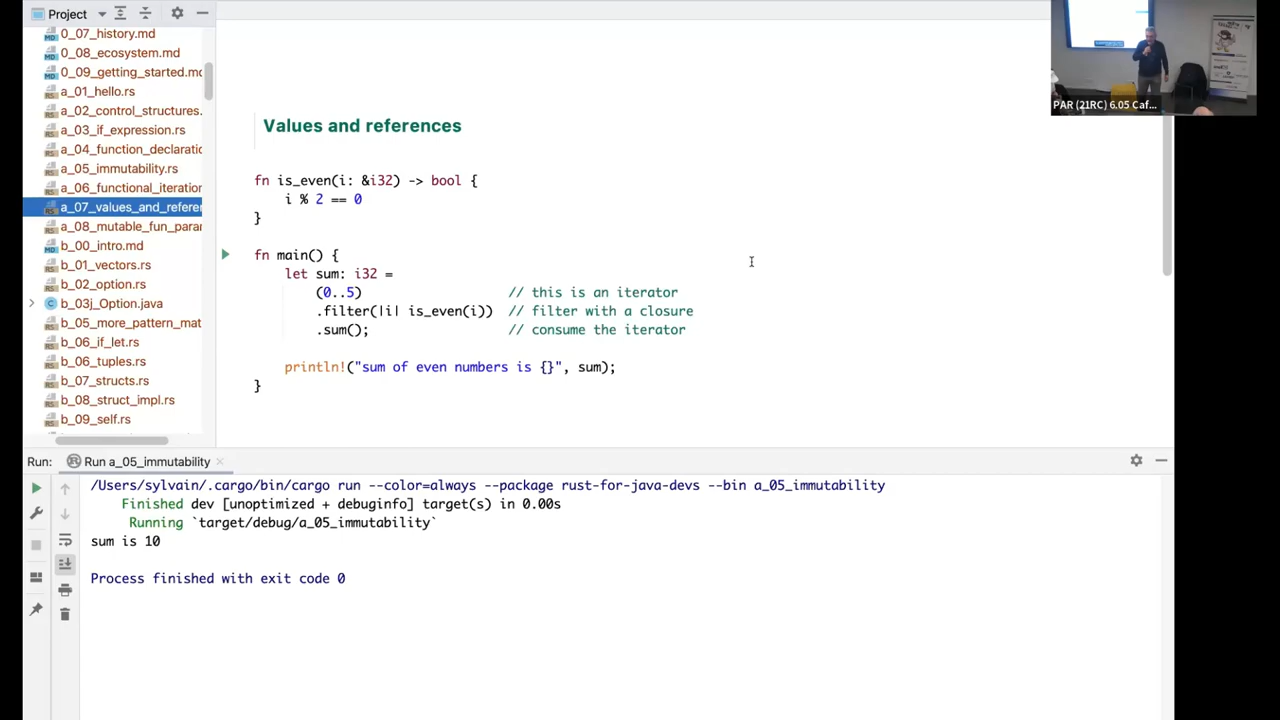 Project
0_07_history.md
0_08_ecosystem.md
0_09_getting_started.md
a_01_hello.rs
a_02_control_structures.
a_03_if_expression.rs
a_04_function_declaratio
a_05_immutability.rs
a_06_functional_iteration
a_07_values_and_referen
a_08_mutable_fun_paran
b_00_intro.md
b_01_vectors.rs
b_02_option.rs
b_03j_Option.java
b_05_more_pattern_mat
b_06_if_let.rs
b_06_tuples.rs
b_07_structs.rs
b_08_struct_impl.rs
b_09_self.rs
Values and references
fn is_even(i: &i32) -> bool {
i % 2 == 0
}
fn main() {
let sum: i32 =
(0..5) // this is an iterator
.filter(|i| is_even(i)) // filter with a closure
.sum(); // consume the iterator
println!("sum of even numbers is {}", sum);
}
PAR (21RC) 6.05 Caf...
Run: Run a_05_immutability
/Users/sylvain/.cargo/bin/cargo run --color=always --package rust-for-java-devs --bin a_05_immutability
Finished dev [unoptimized + debuginfo] target(s) in 0.00s
Running `target/debug/a_05_immutability`
sum is 10
Process finished with exit code 0